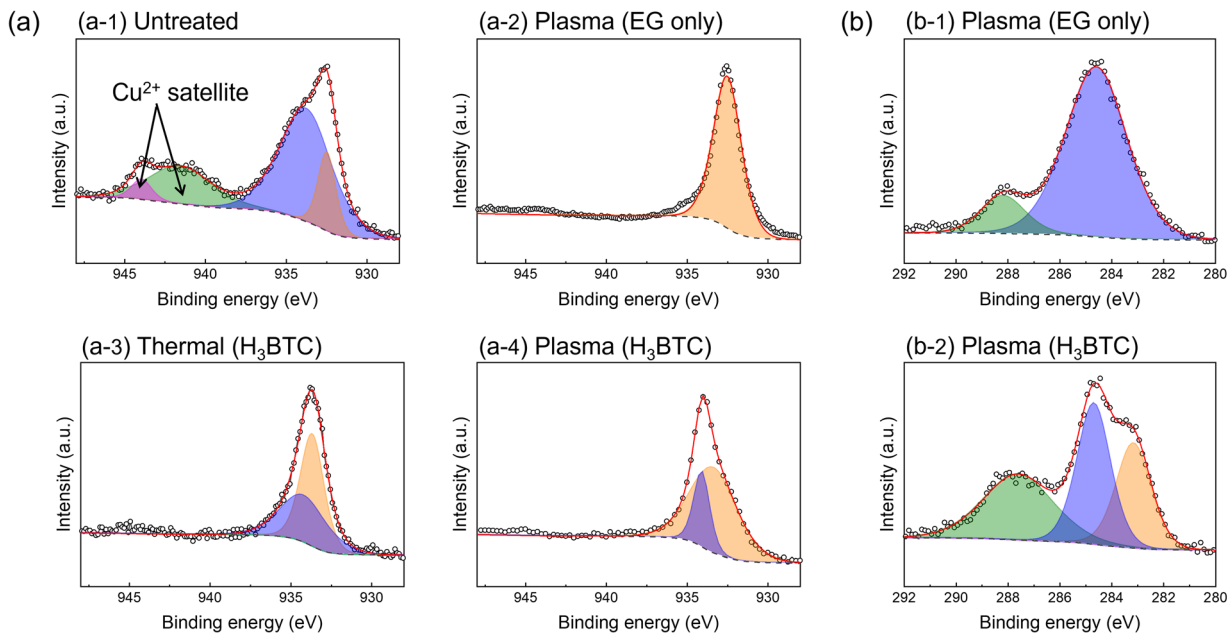 (a)
(a-1) Untreated
Cu²⁺ satellite
Intensity (a.u.)
945 940 935 930
Binding energy (eV)
(a-2) Plasma (EG only)
Intensity (a.u.)
945 940 935 930
Binding energy (eV)
(a-3) Thermal (H₃BTC)
Intensity (a.u.)
945 940 935 930
Binding energy (eV)
(a-4) Plasma (H₃BTC)
Intensity (a.u.)
945 940 935 930
Binding energy (eV)
(b)
(b-1) Plasma (EG only)
Intensity (a.u.)
292 290 288 286 284 282 280
Binding energy (eV)
(b-2) Plasma (H₃BTC)
Intensity (a.u.)
292 290 288 286 284 282 280
Binding energy (eV)